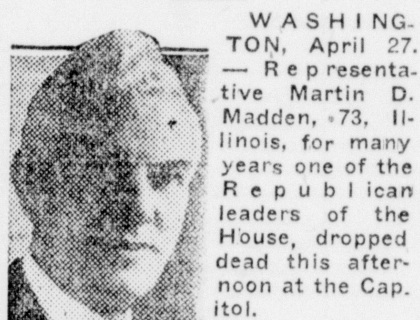 WASHING-
TON, April 27.
— Representa-
tive Martin D.
Madden, 73, Il-
linois, for many
years one of the
Republican
leaders of the
House, dropped
dead this after-
noon at the Cap-
itol.